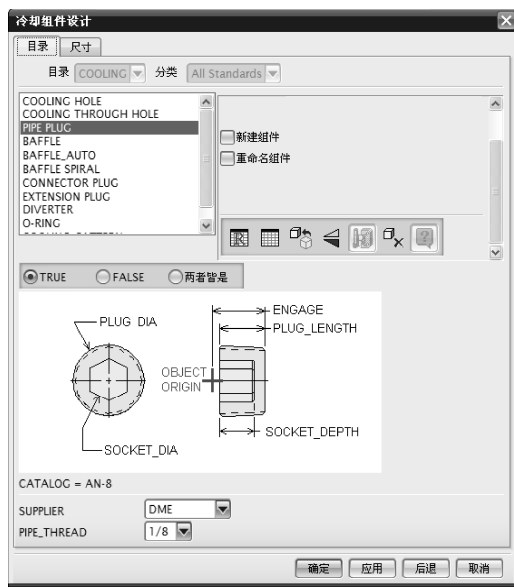 冷却组件设计
目录 尺寸
目录 COOLING 分类 All Standards
COOLING HOLE
COOLING THROUGH HOLE
PIPE PLUG
BAFFLE
BAFFLE_AUTO
BAFFLE SPIRAL
CONNECTOR PLUG
EXTENSION PLUG
DIVERTER
O-RING
新建组件
重命名组件
TRUE FALSE 两者皆是
PLUG DIA
ENGAGE
PLUG_LENGTH
OBJECT
ORIGIN
SOCKET_DEPTH
SOCKET_DIA
CATALOG = AN-8
SUPPLIER DME
PIPE_THREAD 1/8
确定 应用 后退 取消